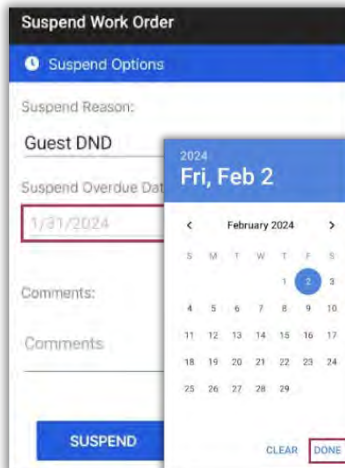 Suspend Work Order
Suspend Options
Suspend Reason:
Guest DND
Suspend Overdue Dat
1/31/2024
Comments:
Comments
SUSPEND
2024
Fri, Feb 2
< February 2024 >
S M T W T F S
1 2 3
4 5 6 7 8 9 10
11 12 13 14 15 16 17
18 19 20 21 22 23 24
25 26 27 28 29
CLEAR DONE